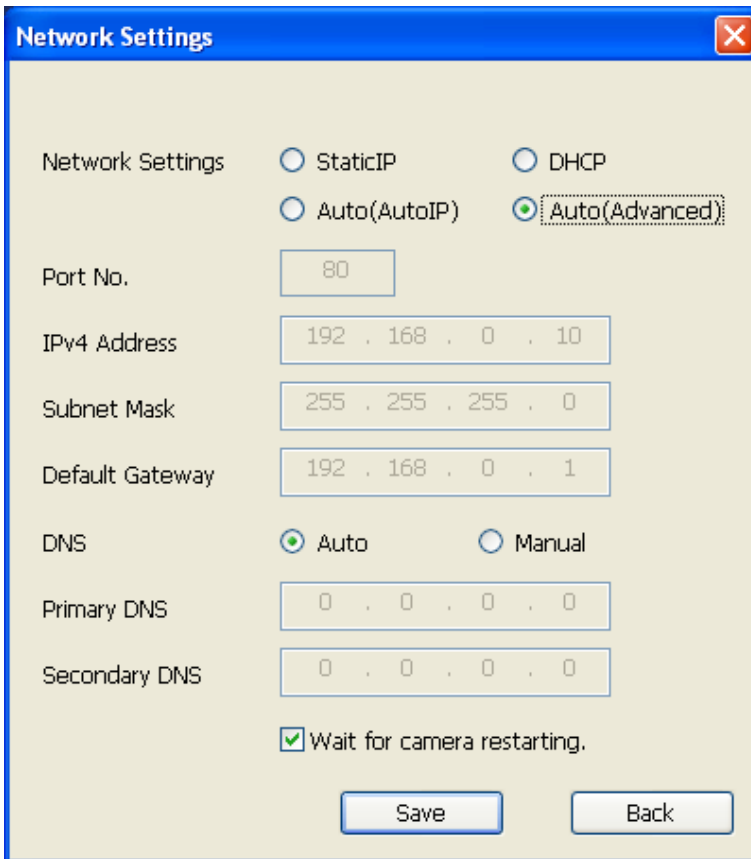 Network Settings
Network Settings StaticIP DHCP
Auto(AutoIP) Auto(Advanced)
Port No. 80
IPv4 Address 192 . 168 . 0 . 10
Subnet Mask 255 . 255 . 255 . 0
Default Gateway 192 . 168 . 0 . 1
DNS Auto Manual
Primary DNS 0 . 0 . 0 . 0
Secondary DNS 0 . 0 . 0 . 0
Wait for camera restarting.
Save Back